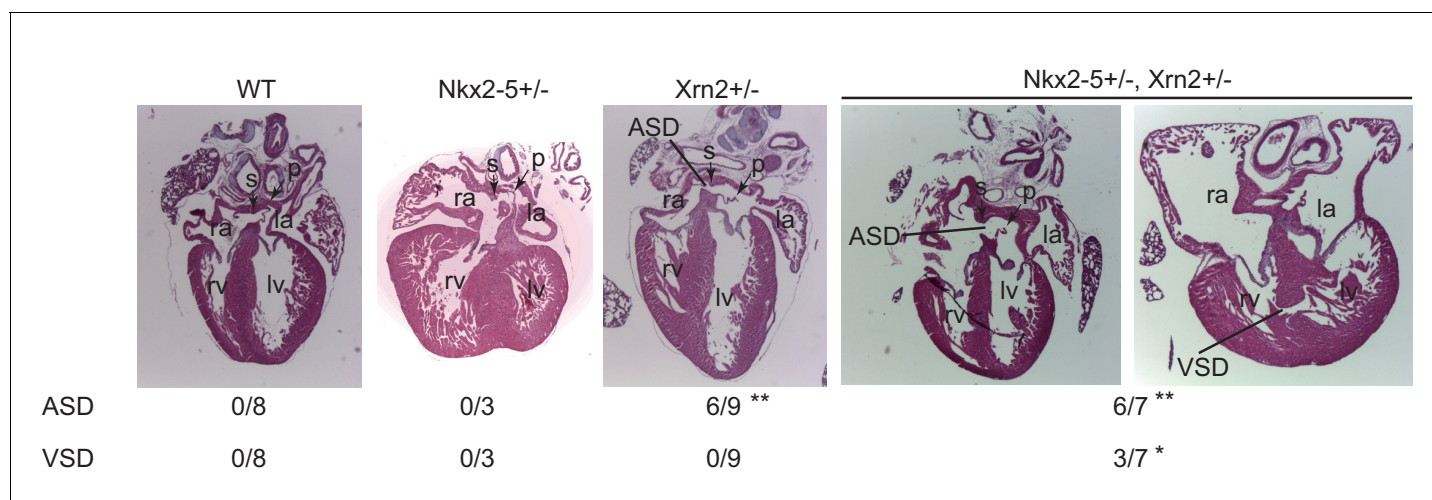 WT Nkx2-5+/- Xrn2+/- Nkx2-5+/-, Xrn2+/-
s p ra la rv lv
s p ra la rv lv
ASD s p ra la rv lv
s p ASD la lv rv
ra la rv lv VSD
ASD 0/8 0/3 6/9 ** 6/7 **
VSD 0/8 0/3 0/9 3/7 *